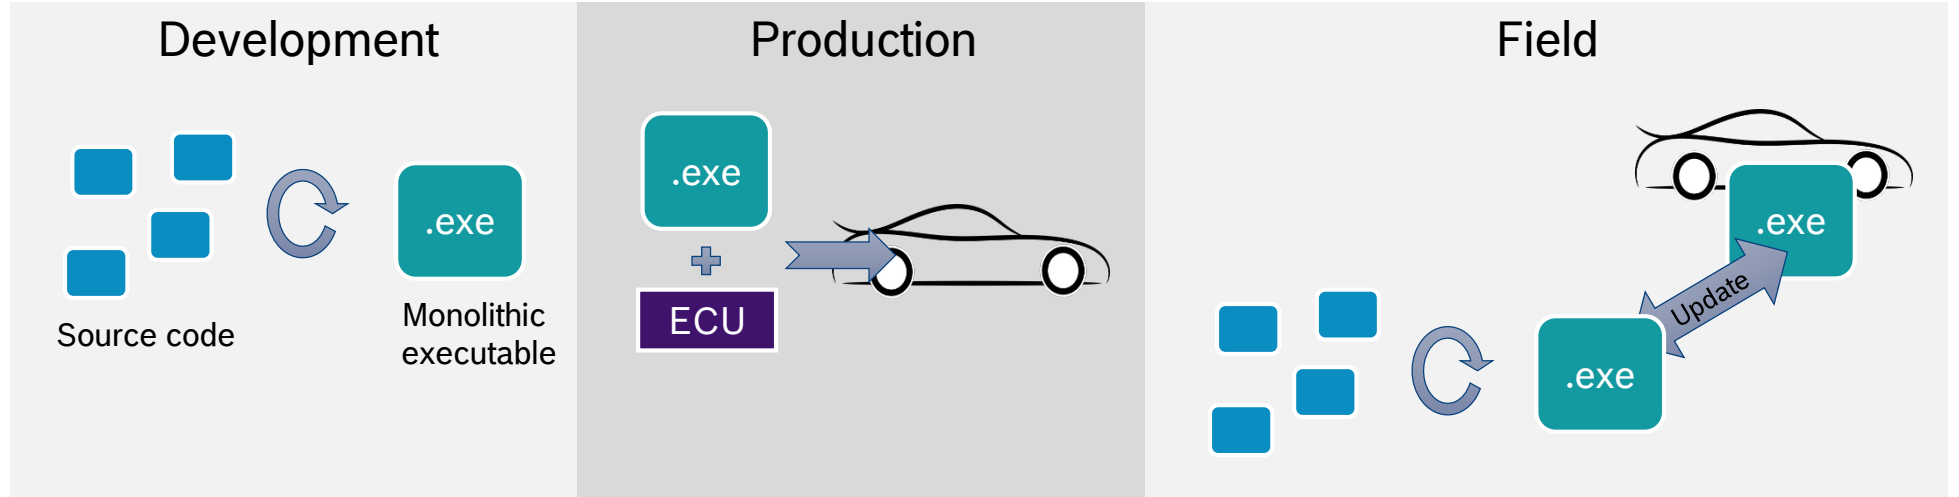 Development
Source code
.exe
Monolithic
executable
Production
.exe
ECU
Field
.exe
Update
.exe